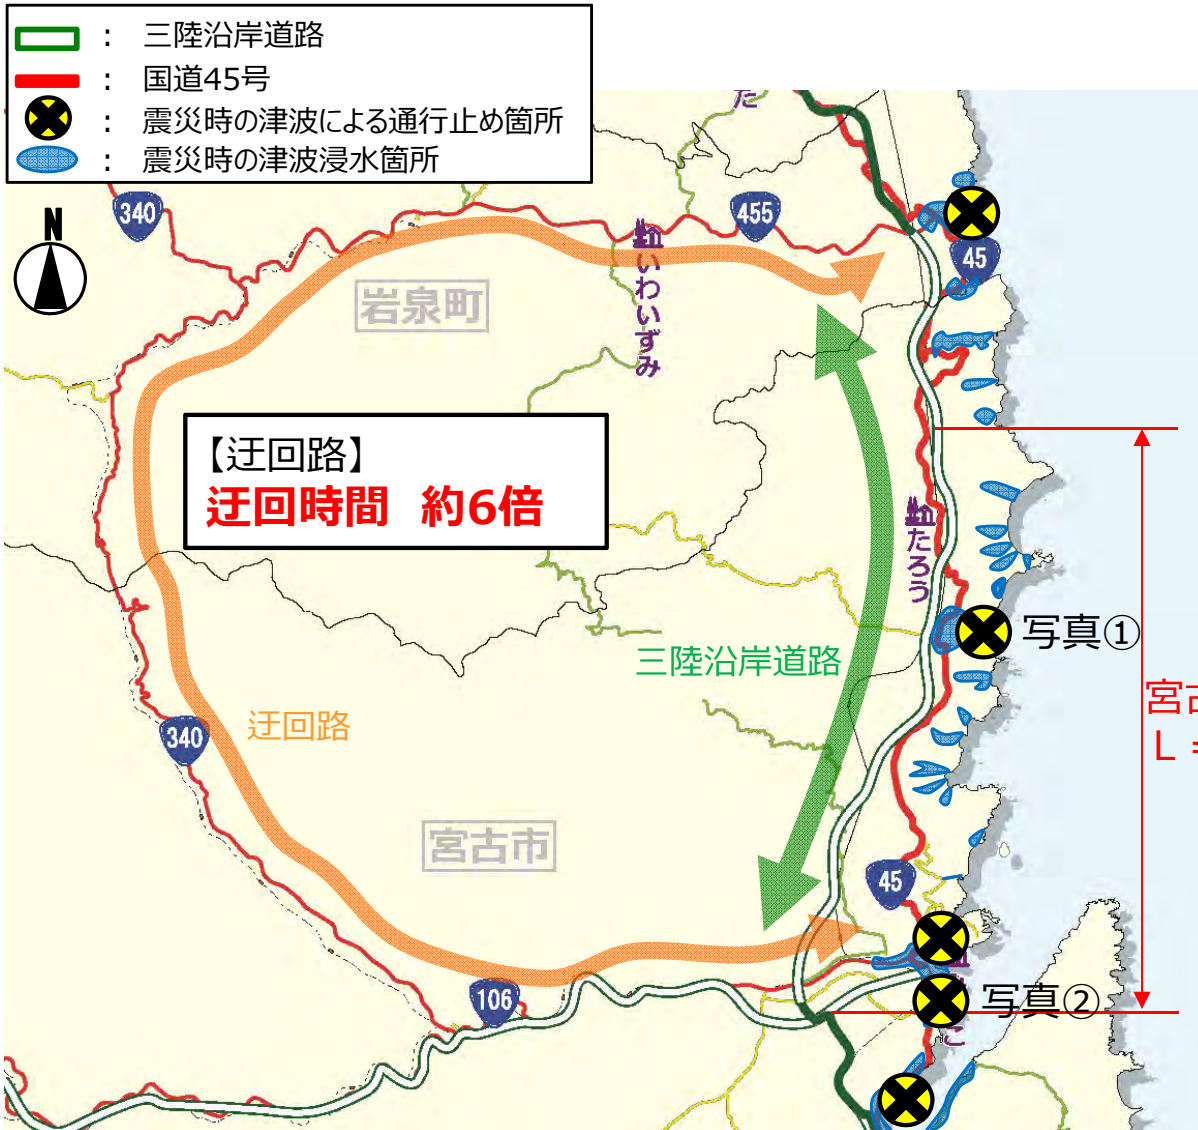 ： 三陸沿岸道路
： 国道45号
： 震災時の津波による通行止め箇所
： 震災時の津波浸水箇所
N
340
455
45
いわいずみ
岩泉町
【迂回路】
迂回時間 約6倍
たろう
写真①
三陸沿岸道路
宮古
L =
340
迂回路
宮古市
45
106
写真②
こ
た